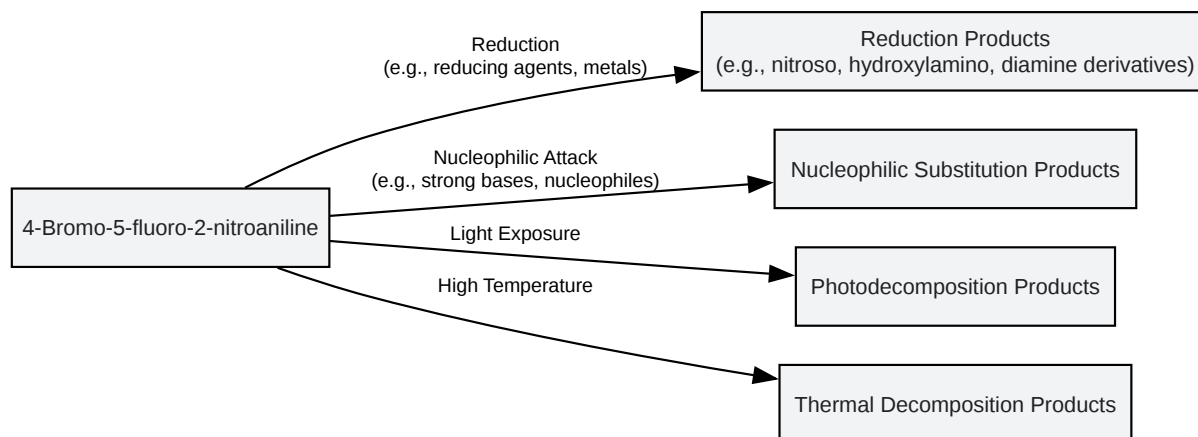 Reduction
(e.g., reducing agents, metals)
Reduction Products
(e.g., nitroso, hydroxylamino, diamine derivatives)
Nucleophilic Attack
(e.g., strong bases, nucleophiles)
Nucleophilic Substitution Products
4-Bromo-5-fluoro-2-nitroaniline
Light Exposure
Photodecomposition Products
High Temperature
Thermal Decomposition Products